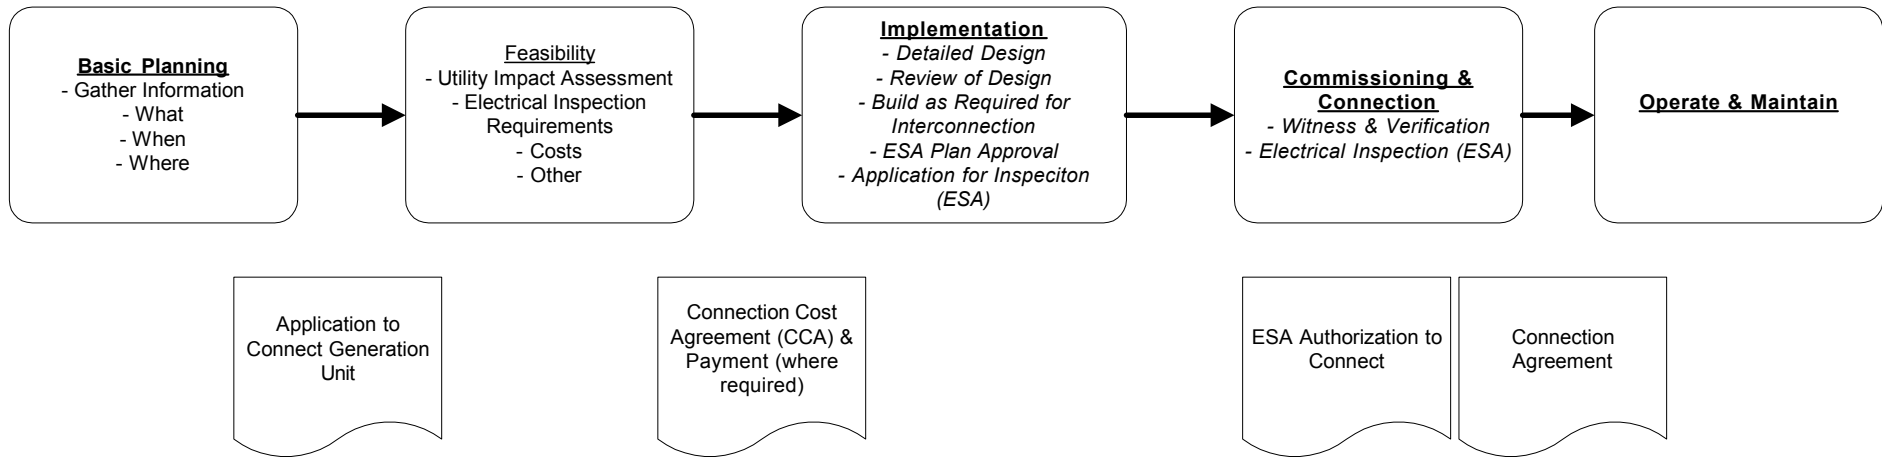 Basic Planning
- Gather Information
- What
- When
- Where
Feasibility
- Utility Impact Assessment
- Electrical Inspection
Requirements
- Costs
- Other
Implementation
- Detailed Design
- Review of Design
- Build as Required for
Interconnection
- ESA Plan Approval
- Application for Inspeciton
(ESA)
Commissioning &
Connection
- Witness & Verification
- Electrical Inspection (ESA)
Operate & Maintain
Application to
Connect Generation
Unit
Connection Cost
Agreement (CCA) &
Payment (where
required)
ESA Authorization to
Connect
Connection
Agreement